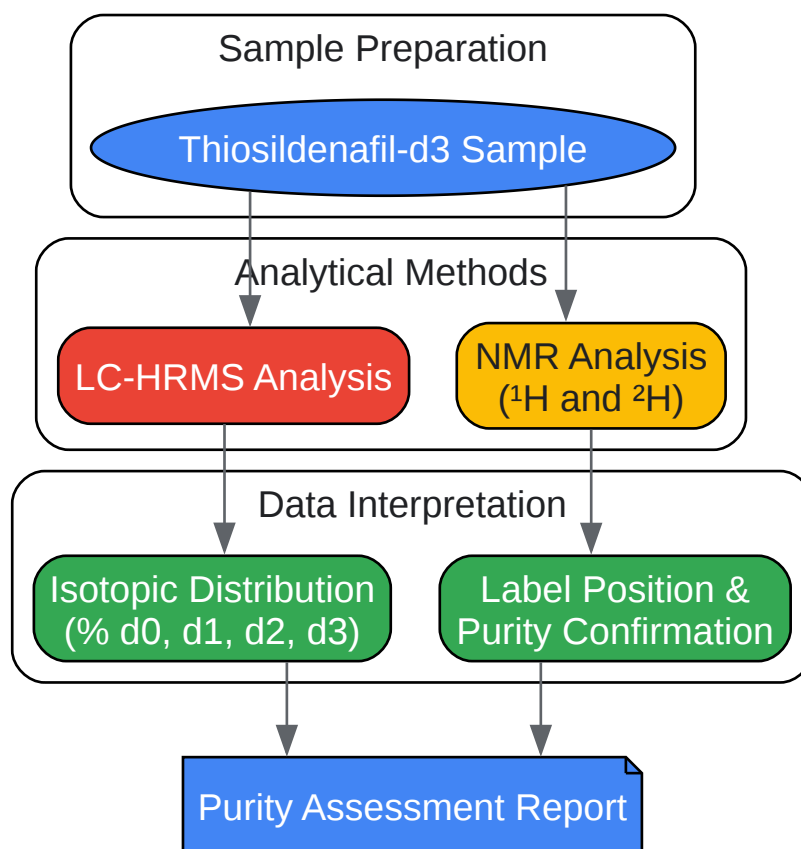 Sample Preparation
Thiosildenafil-d3 Sample
Analytical Methods
LC-HRMS Analysis
NMR Analysis
(¹H and ²H)
Data Interpretation
Isotopic Distribution
(% d0, d1, d2, d3)
Label Position &
Purity Confirmation
Purity Assessment Report